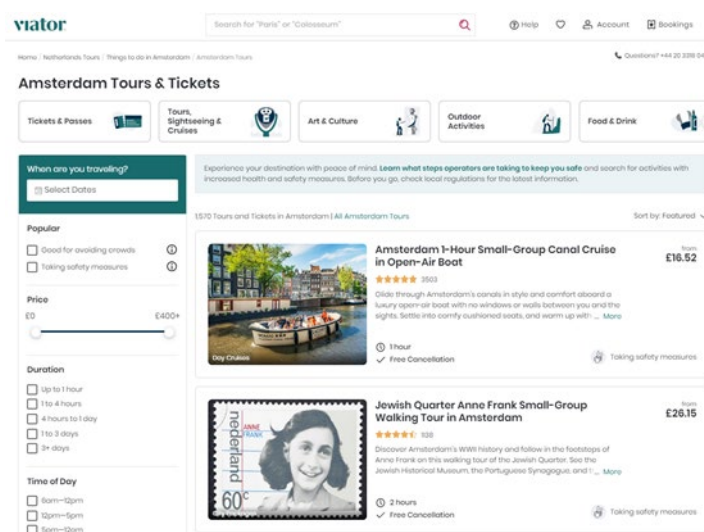 viator
Search for "Paris" or "Colosseum"
Help
Account
Bookings
Home / Netherlands Tours / Things to do in Amsterdam / Amsterdam Tours
Questions? +44 20 3318 04
Amsterdam Tours & Tickets
Tickets & Passes
Tours,
Sightseeing &
Cruises
Art & Culture
Outdoor
Activities
Food & Drink
When are you traveling?
Select Dates
Experience your destination with peace of mind. Learn what steps operators are taking to keep you safe and search for activities with
increased health and safety measures. Before you go, check local regulations for the latest information.
1,570 Tours and Tickets in Amsterdam | All Amsterdam Tours
Sort by: Featured
Popular
Good for avoiding crowds
Taking safety measures
Price
£0
£400+
Duration
Up to 1 hour
1 to 4 hours
4 hours to 1 day
1 to 3 days
3+ days
Time of Day
6am—12pm
12pm—5pm
5pm—12am
Day Cruises
Amsterdam 1-Hour Small-Group Canal Cruise
in Open-Air Boat
3503
Glide through Amsterdam's canals in style and comfort aboard a
luxury open-air boat with no windows or walls between you and the
sights. Settle into comfy cushioned seats, and warm up with ... More
1 hour
Free Cancellation
from
£16.52
Taking safety measures
nederland
ANNE
FRANK
60c
Jewish Quarter Anne Frank Small-Group
Walking Tour in Amsterdam
Discover Amsterdam's WWII history and follow in the footsteps of
Anne Frank on this walking tour of the Jewish Quarter. See the
Jewish Historical Museum, the Portuguese Synagogue, and t ... More
2 hours
Free Cancellation
from
£26.15
Taking safety measures